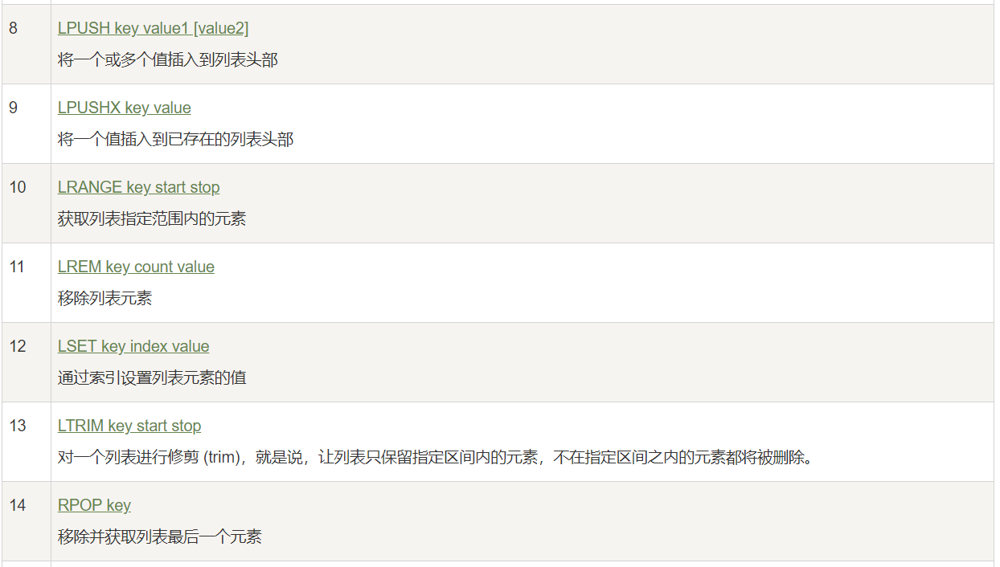 8
LPUSH key value1 [value2]
将一个或多个值插入到列表头部
9
LPUSHX key value
将一个值插入到已存在的列表头部
10
LRANGE key start stop
获取列表指定范围内的元素
11
LREM key count value
移除列表元素
12
LSET key index value
通过索引设置列表元素的值
13
LTRIM key start stop
对一个列表进行修剪 (trim)，就是说，让列表只保留指定区间内的元素，不在指定区间之内的元素都将被删除。
14
RPOP key
移除并获取列表最后一个元素